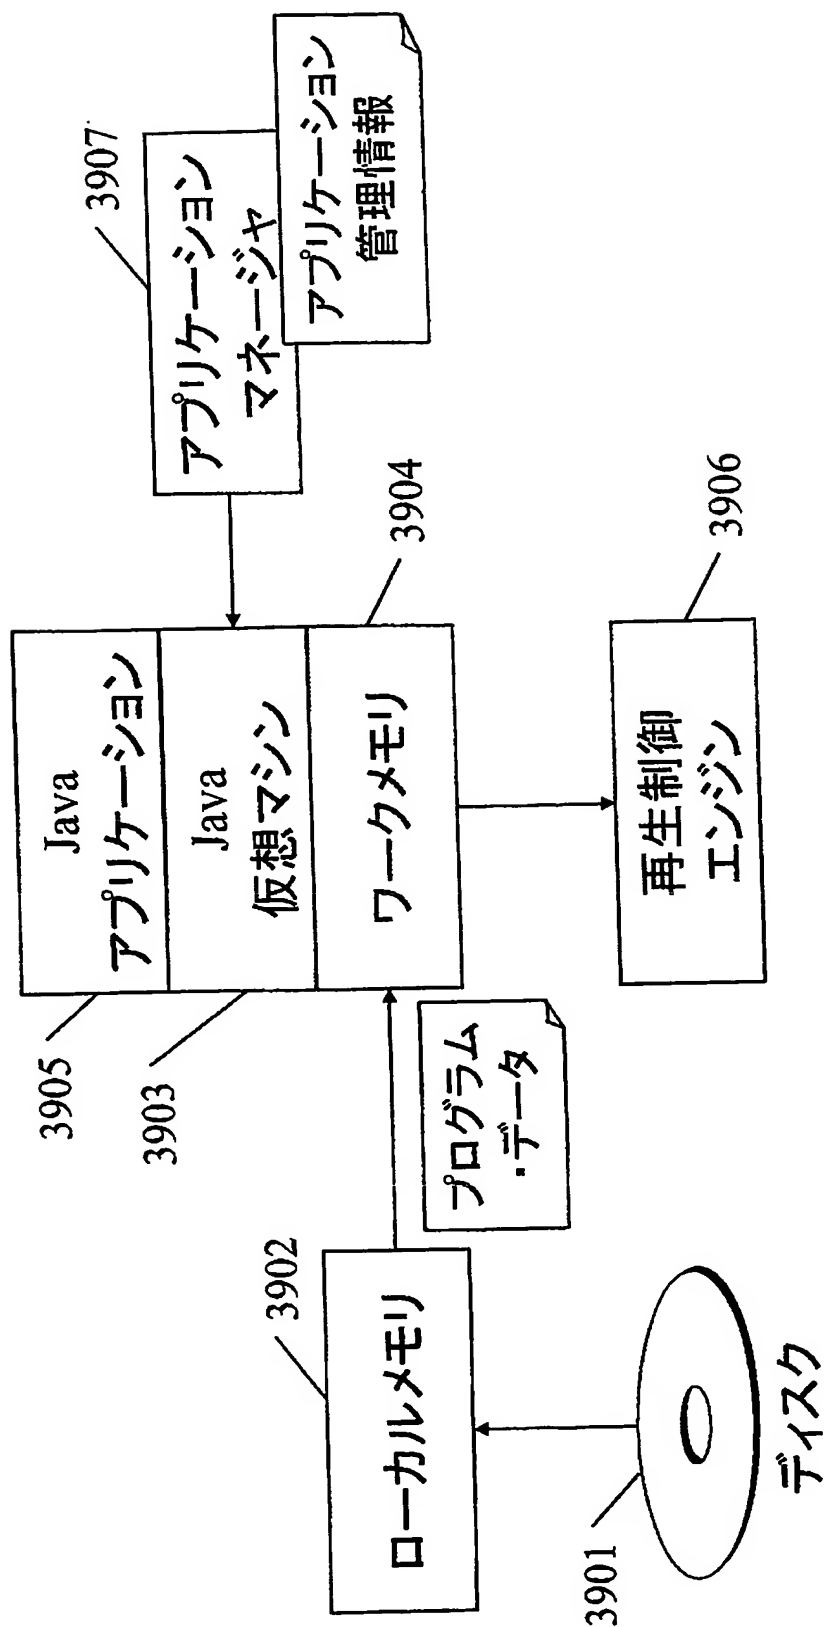 3905
Java
アプリケーション
3903
Java
仮想マシン
ワークメモリ
3904
3907
アプリケーション
マネージャ
アプリケーション
管理情報
3902
ローカルメモリ
プログラム
・データ
再生制御
エンジン
3906
3901
ディスク